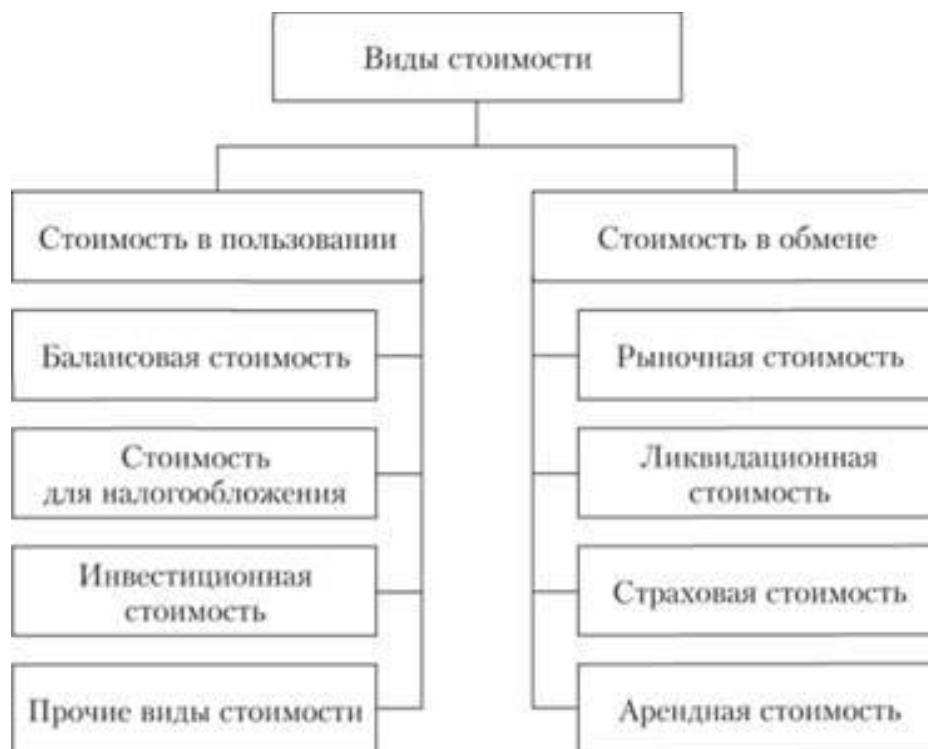 Виды стоимости
Стоимость в пользовании
Стоимость в обмене
Балансовая стоимость
Рыночная стоимость
Стоимость
для налогообложения
Ликвидационная
стоимость
Инвестиционная
стоимость
Страховая стоимость
Прочие виды стоимости
Арендная стоимость